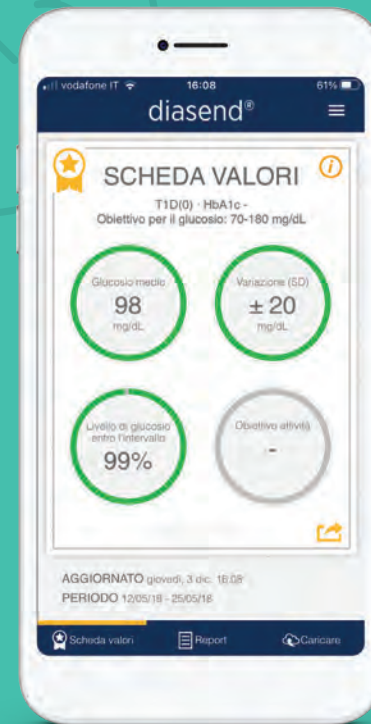 vodafone IT 16:08 61%
diasend®
SCHEDA VALORI
T1D(0) · HbA1c -
Obiettivo per il glucosio: 70-180 mg/dL
Glucosio medio
98
mg/dL
Variazione (SD)
± 20
mg/dL
Livello di glucosio
entro l'intervallo
99%
Obiettivo attività
-
AGGIORNATO giovedì, 3 dic. 16:08
PERIODO 12/05/18 - 25/05/18
Scheda valori Report Caricare